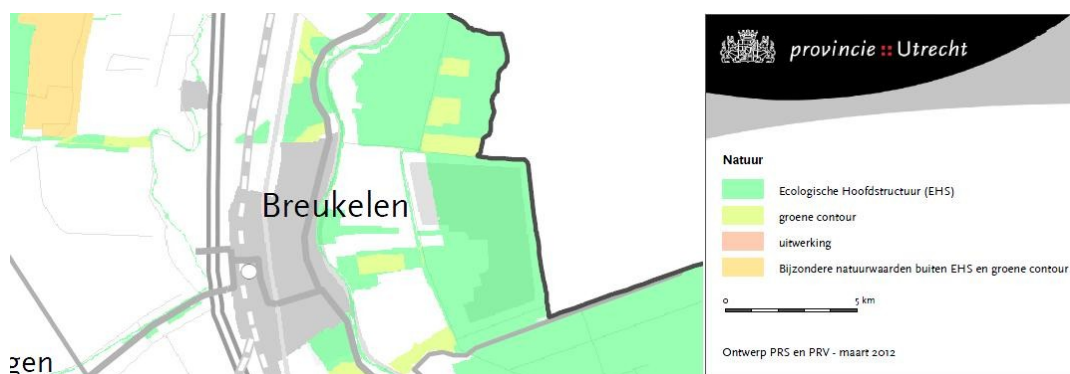 Breukelen
gen
provincie :: Utrecht
Natuur
Ecologische Hoofdstructuur (EHS)
groene contour
uitwerking
Bijzondere natuurwaarden buiten EHS en groene contour
0 5 km
Ontwerp PRS en PRV - maart 2012